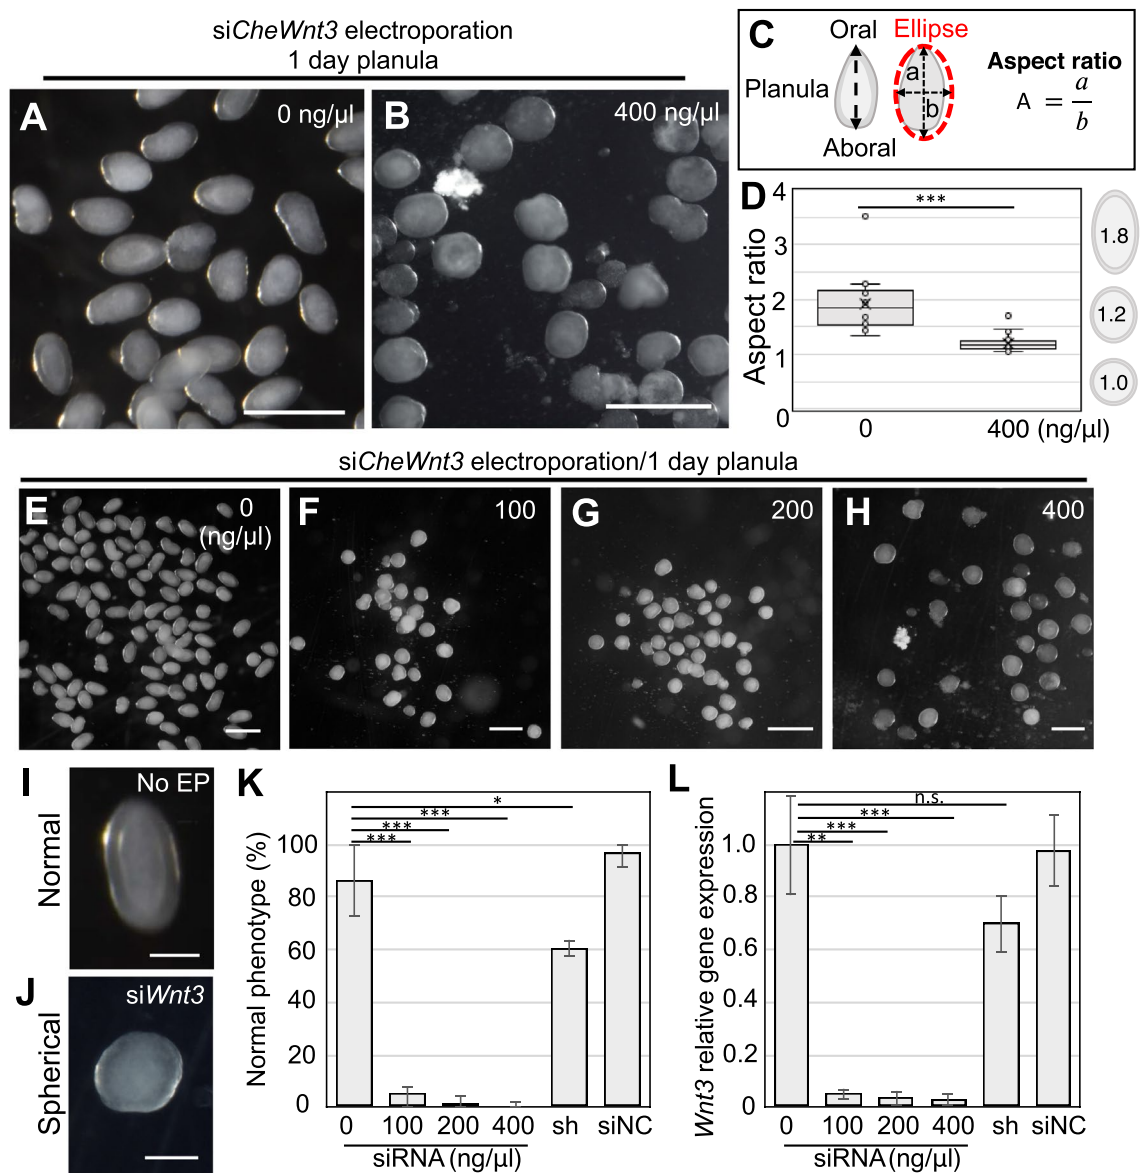 siCheWnt3 electroporation
1 day planula
A
0 ng/µl
B
400 ng/µl
C
Oral
Ellipse
Planula
a
b
Aboral
Aspect ratio
A = a
b
D
Aspect ratio
4
3
2
1
0
***
0
400
(ng/µl)
1.8
1.2
1.0
siCheWnt3 electroporation/1 day planula
E
0
(ng/µl)
F
100
G
200
H
400
I
No EP
Normal
J
siWnt3
Spherical
K
Normal phenotype (%)
100
80
60
40
20
0
*
***
***
***
0 100 200 400 sh siNC
siRNA (ng/µl)
L
Wnt3 relative gene expression
1.0
0.8
0.6
0.4
0.2
0
n.s.
***
***
**
0 100 200 400 sh siNC
siRNA (ng/µl)